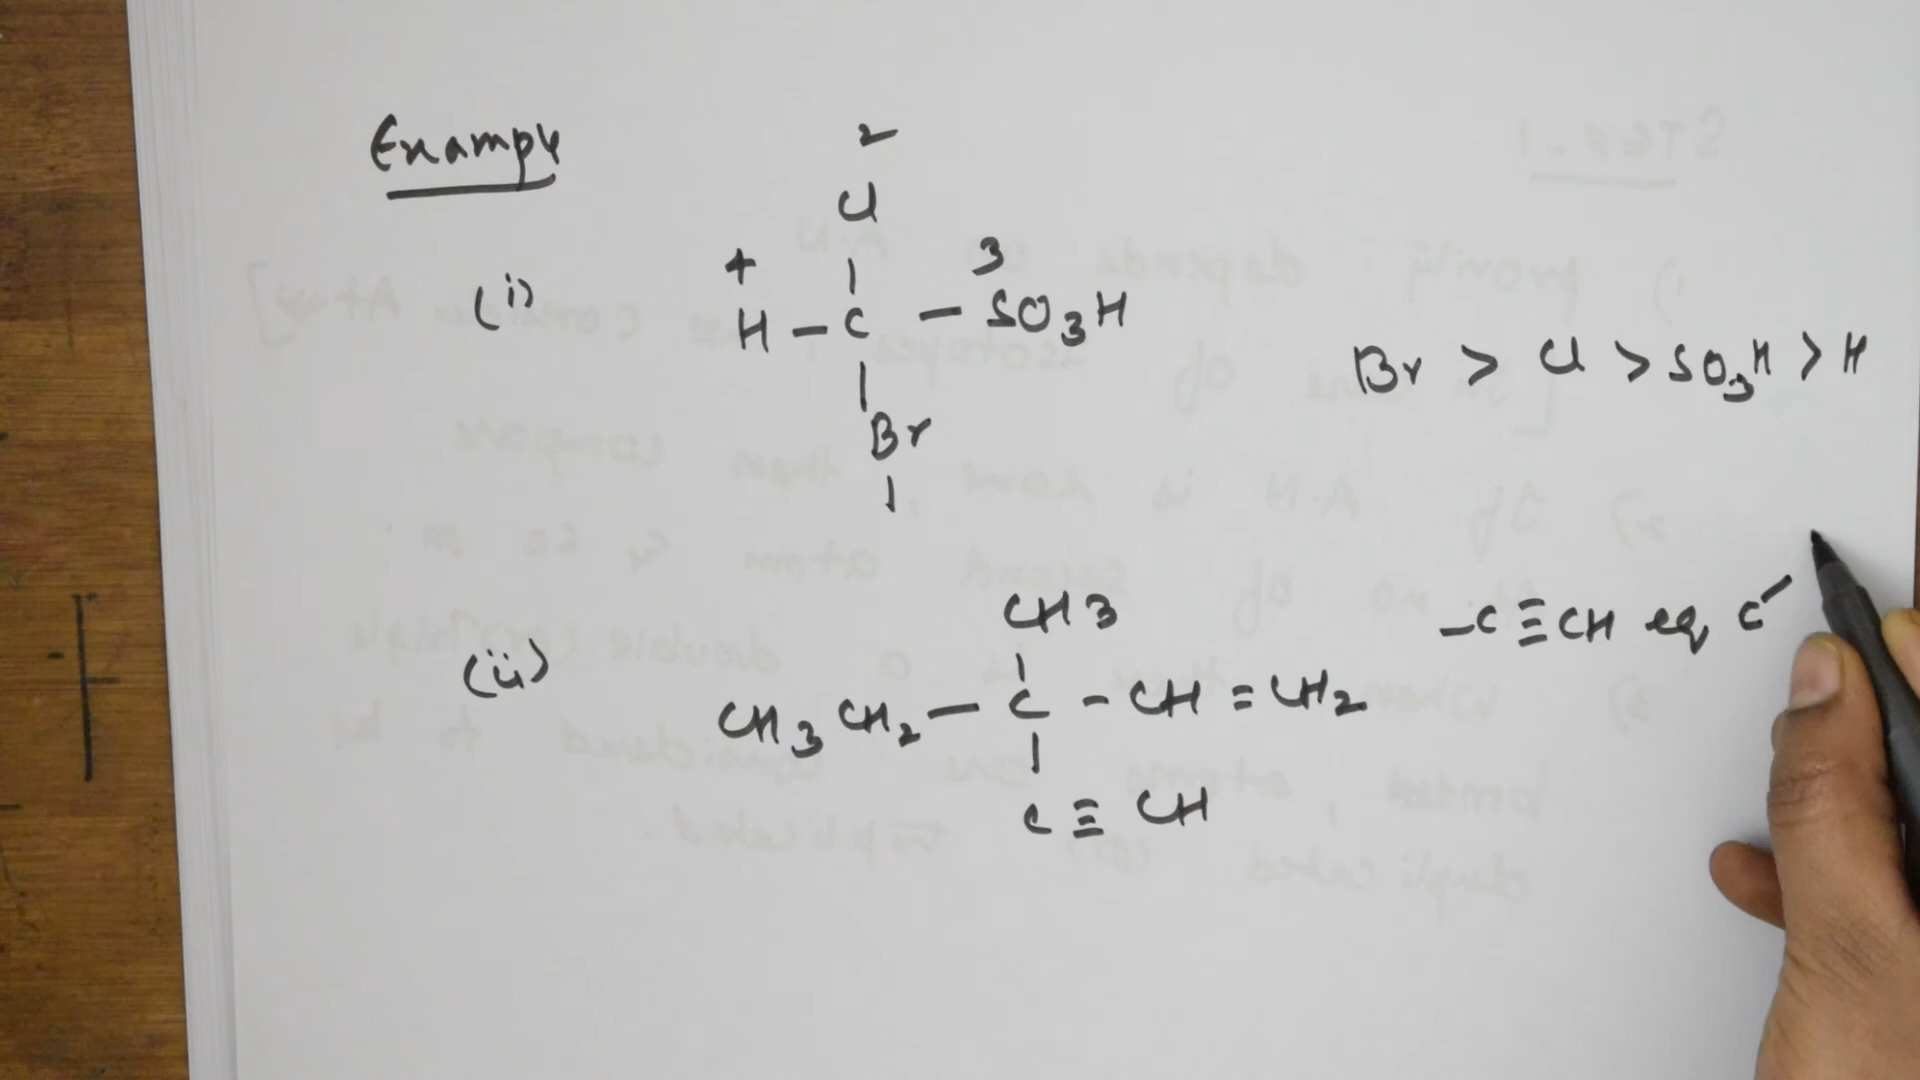 Example
2
Cl
4 3
(i) H - C - SO3H
Br > Cl > SO3H > H
Br
1
CH3
-C≡CH eq C
(ii) CH3CH2 - C - CH = CH2
C ≡ CH